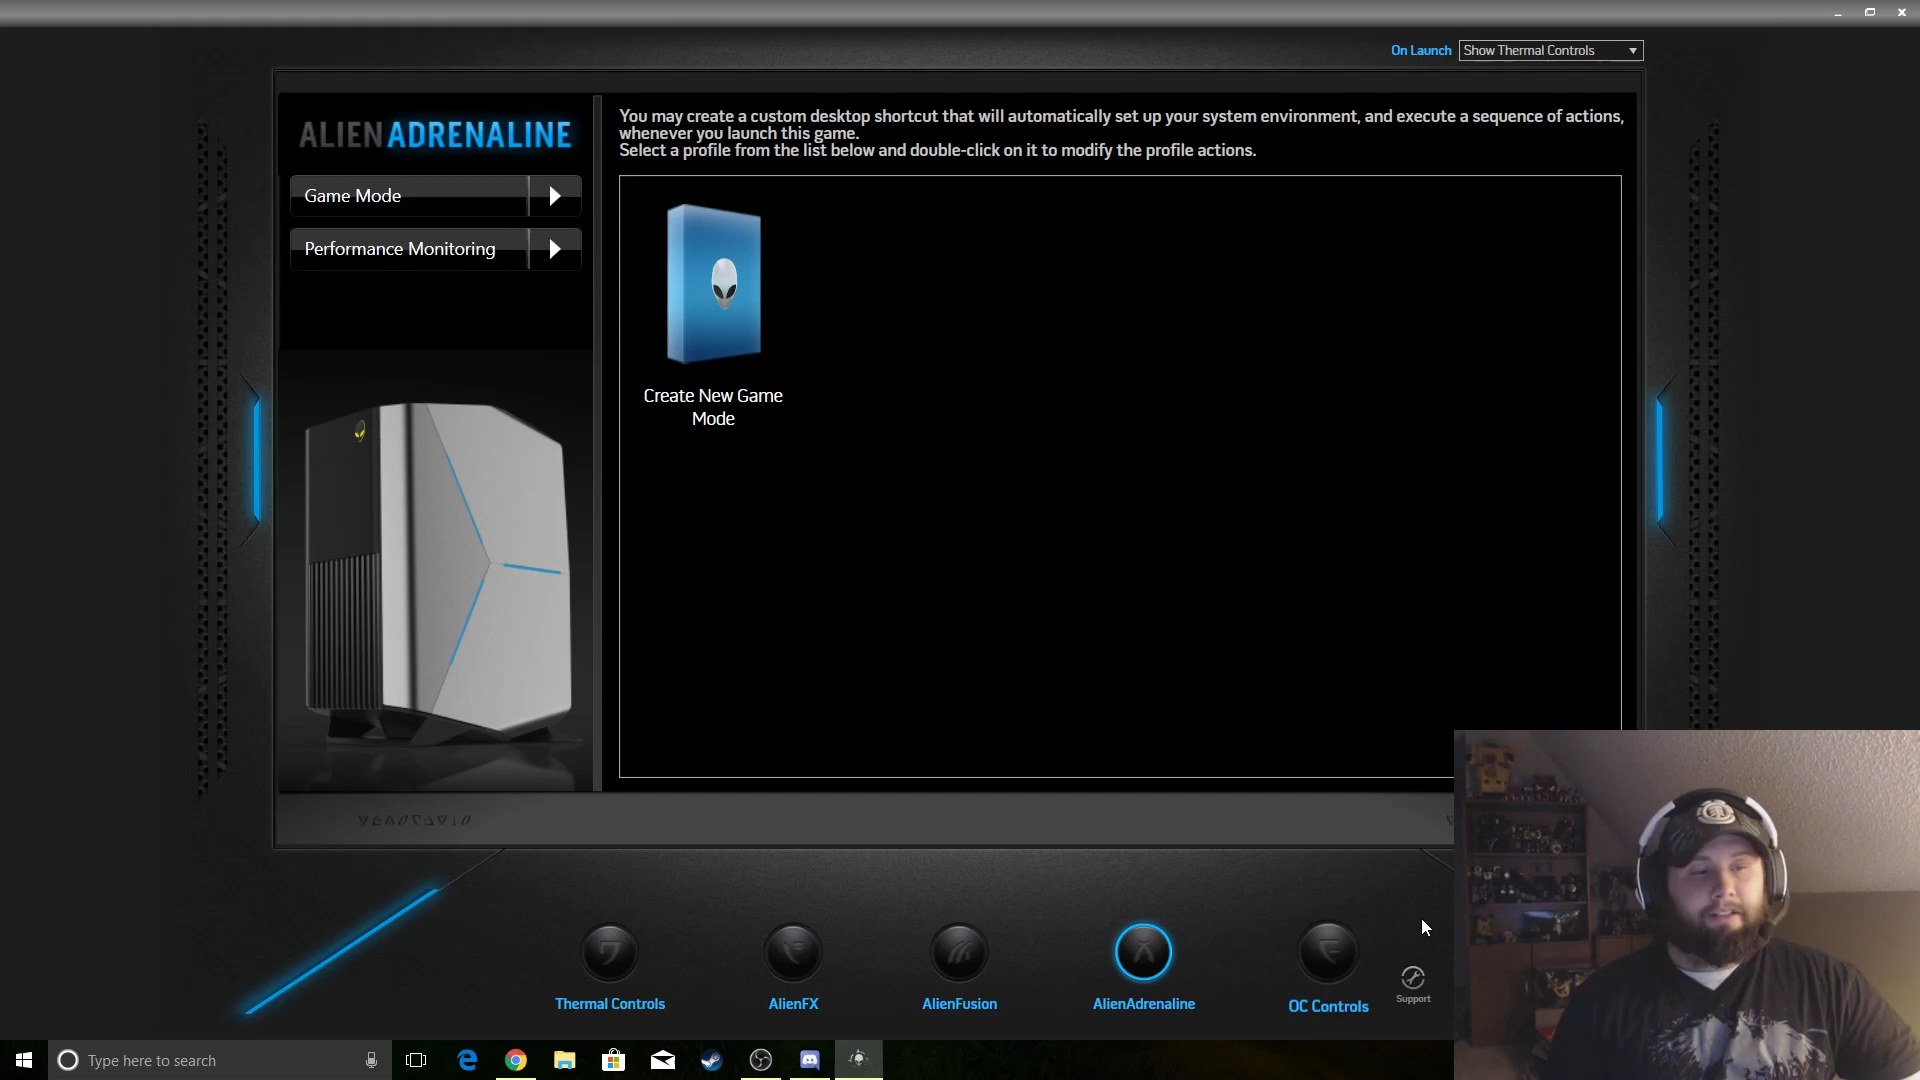 On Launch Show Thermal Controls
ALIENADRENALINE
Game Mode
Performance Monitoring
You may create a custom desktop shortcut that will automatically set up your system environment, and execute a sequence of actions,
whenever you launch this game.
Select a profile from the list below and double-click on it to modify the profile actions.
Create New Game
Mode
Thermal Controls
AlienFX
AlienFusion
AlienAdrenaline
OC Controls
Support
Type here to search